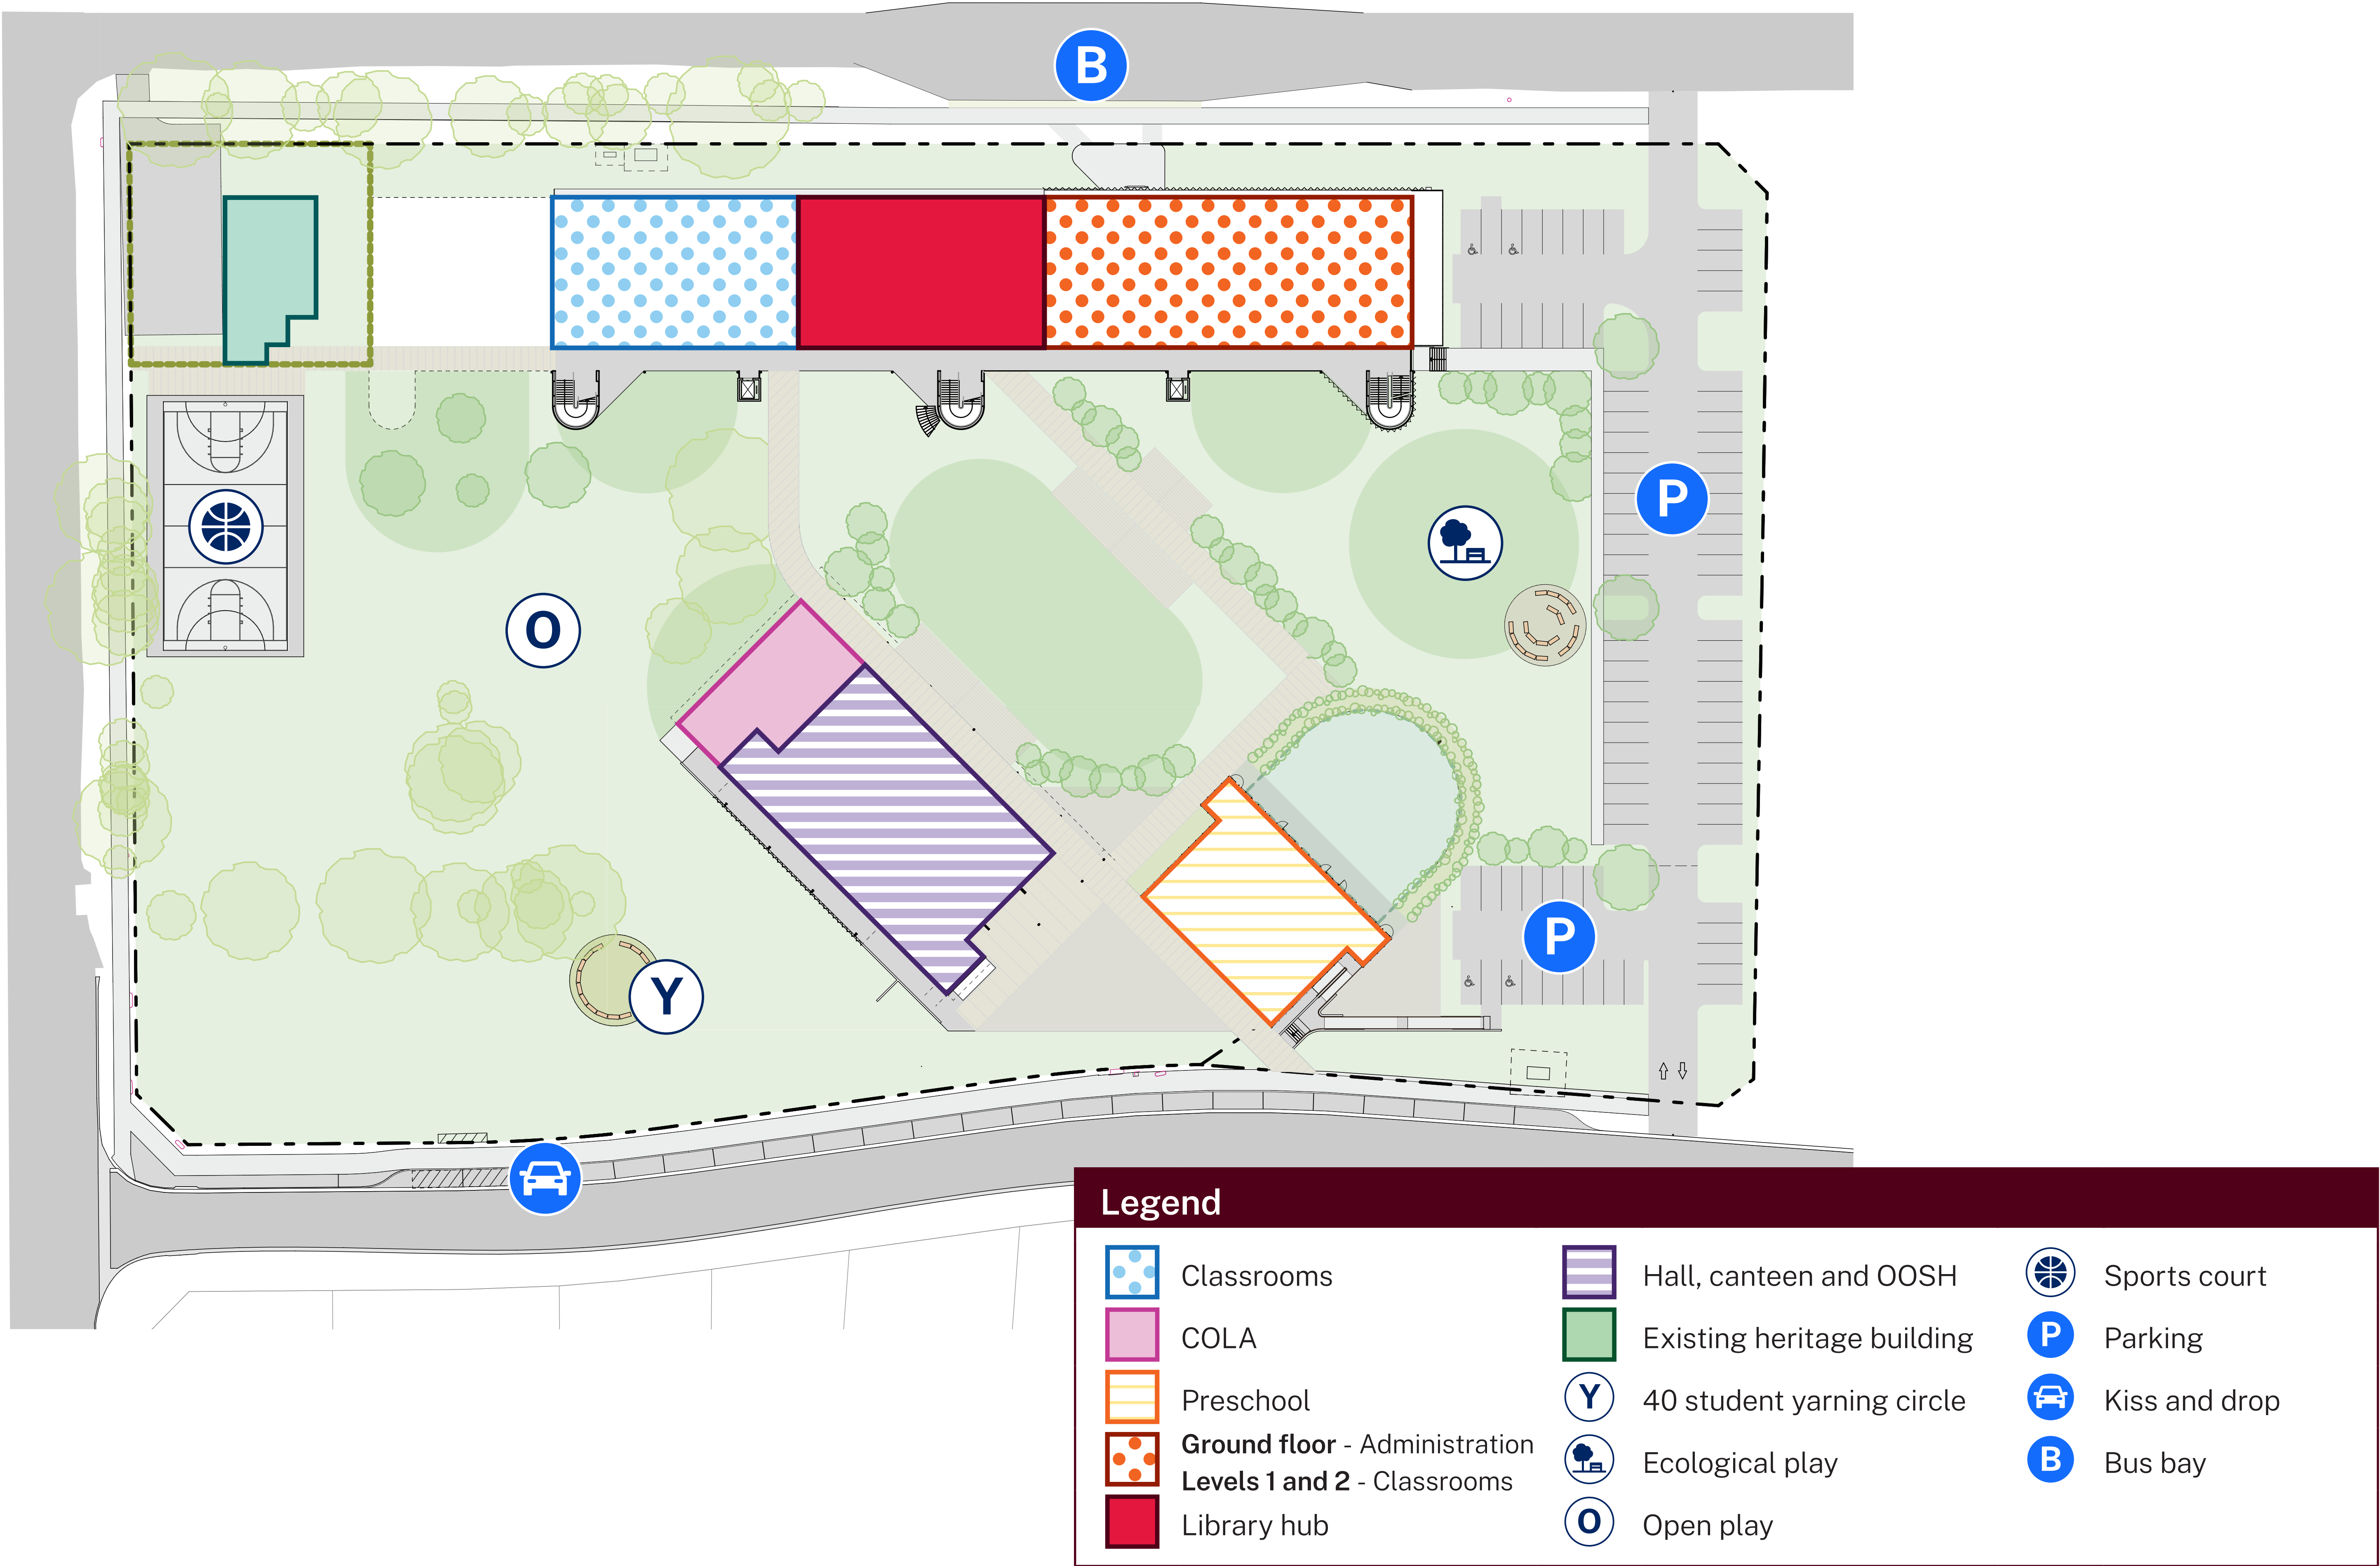 B
P
O
Y
P
Legend
Classrooms
COLA
Preschool
Ground floor - Administration
Levels 1 and 2 - Classrooms
Library hub
Hall, canteen and OOSH
Existing heritage building
Y 40 student yarning circle
Ecological play
O Open play
Sports court
P Parking
Kiss and drop
B Bus bay